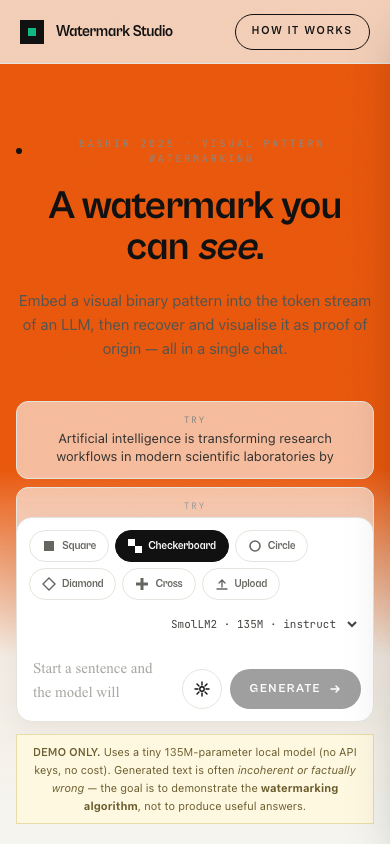 Watermark Studio
HOW IT WORKS
BASHIR 2025 · VISUAL PATTERN
WATERMARKING
A watermark you
can see.
Embed a visual binary pattern into the token stream
of an LLM, then recover and visualise it as proof of
origin — all in a single chat.
TRY
Artificial intelligence is transforming research
workflows in modern scientific laboratories by
TRY
Square
Checkerboard
Circle
Diamond
Cross
Upload
SmolLM2 · 135M · instruct
Start a sentence and
the model will
GENERATE →
DEMO ONLY. Uses a tiny 135M-parameter local model (no API
keys, no cost). Generated text is often incoherent or factually
wrong — the goal is to demonstrate the watermarking
algorithm, not to produce useful answers.